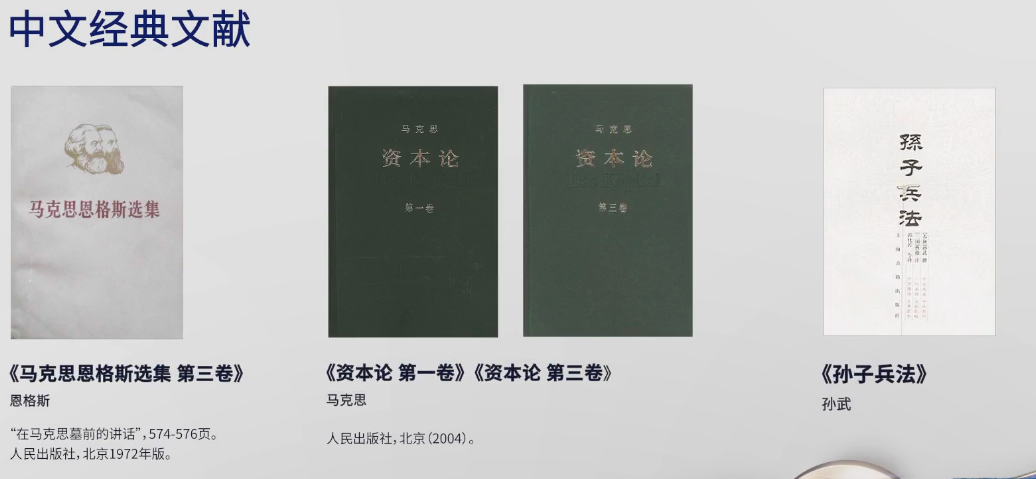 中文经典文献
马克思恩格斯选集
马克思
资本论
第一卷
马克思
资本论
第三卷
孫子兵法
《马克思恩格斯选集 第三卷》
恩格斯
“在马克思墓前的讲话”，574-576页。
人民出版社，北京1972年版。
《资本论 第一卷》《资本论 第三卷》
马克思
人民出版社，北京（2004）。
《孙子兵法》
孙武